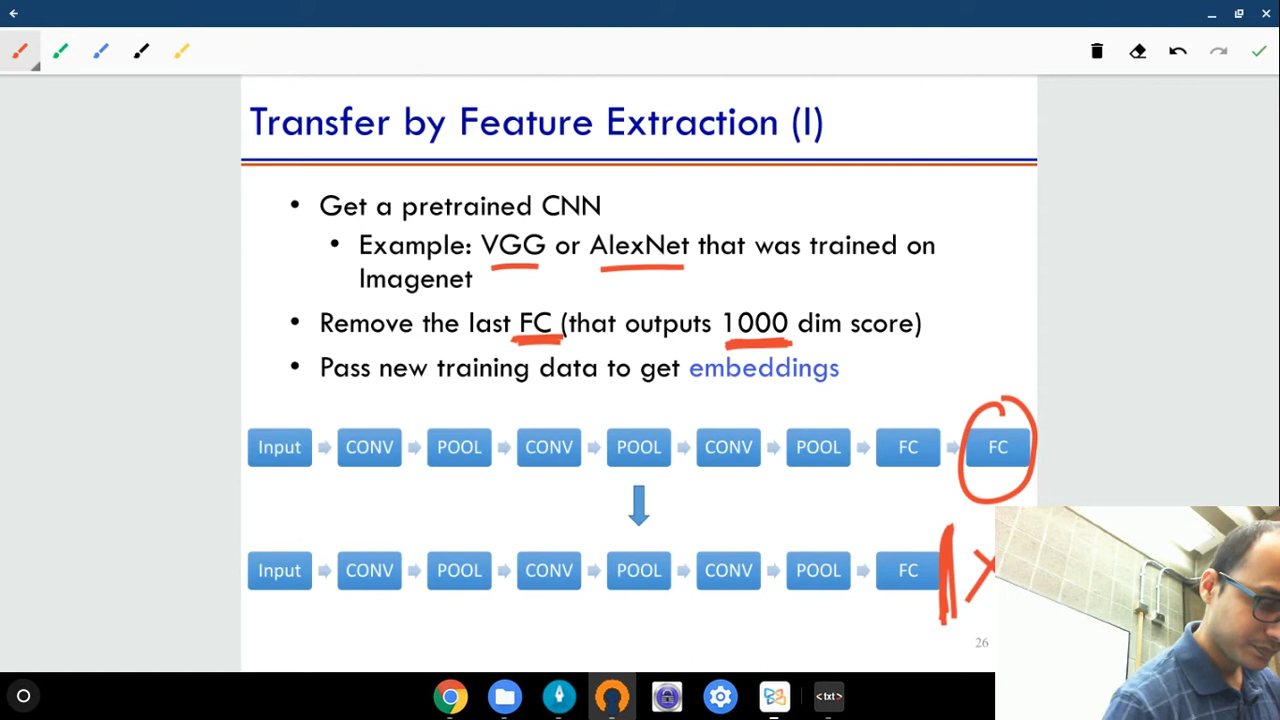 Transfer by Feature Extraction (I)
• Get a pretrained CNN
• Example: VGG or AlexNet that was trained on
Imagenet
• Remove the last FC (that outputs 1000 dim score)
• Pass new training data to get embeddings
Input CONV POOL CONV POOL CONV POOL FC FC
Input CONV POOL CONV POOL CONV POOL FC
26
<txt>